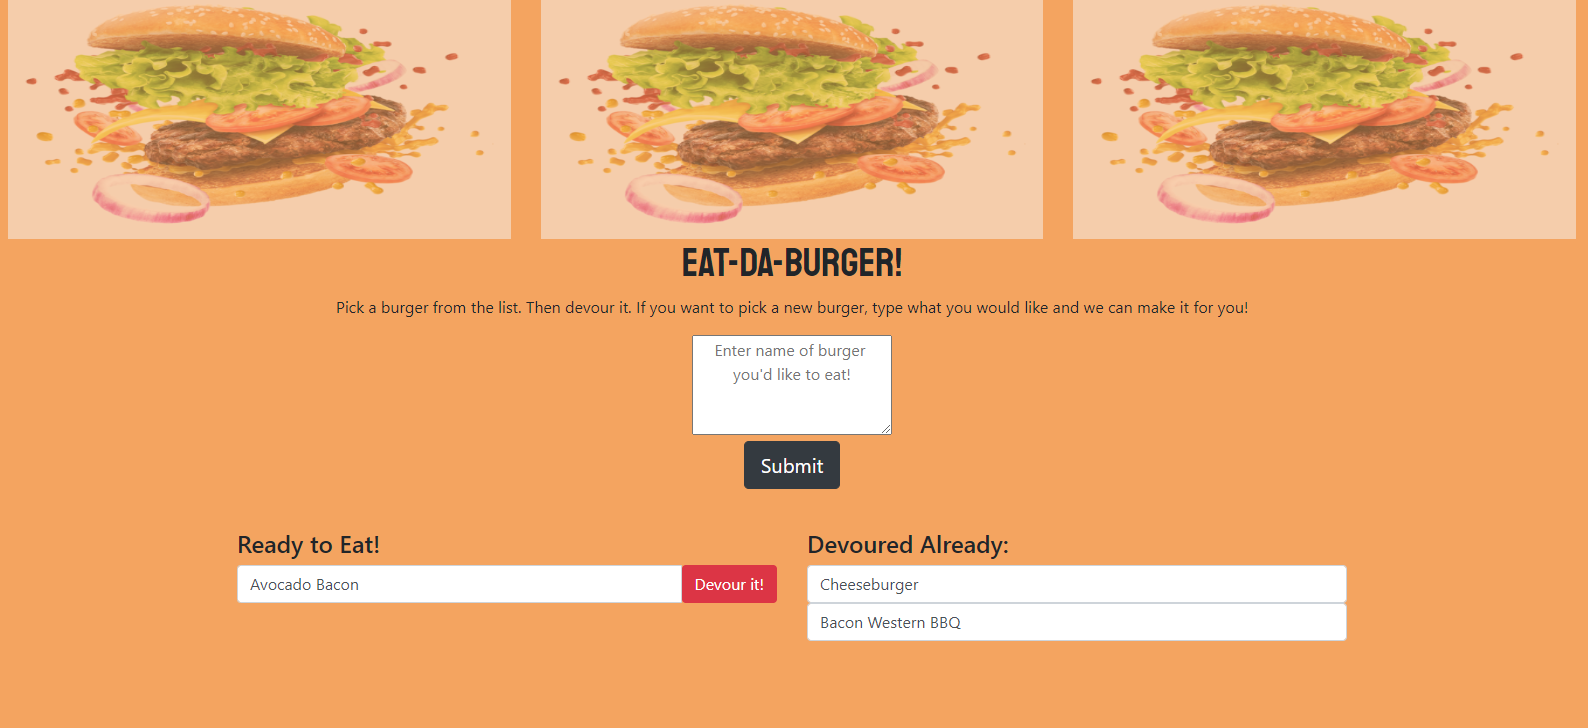 EAT-DA-BURGER!
Pick a burger from the list. Then devour it. If you want to pick a new burger, type what you would like and we can make it for you!
Enter name of burger
you'd like to eat!
Submit
Ready to Eat!
Avocado Bacon
Devour it!
Devoured Already:
Cheeseburger
Bacon Western BBQ